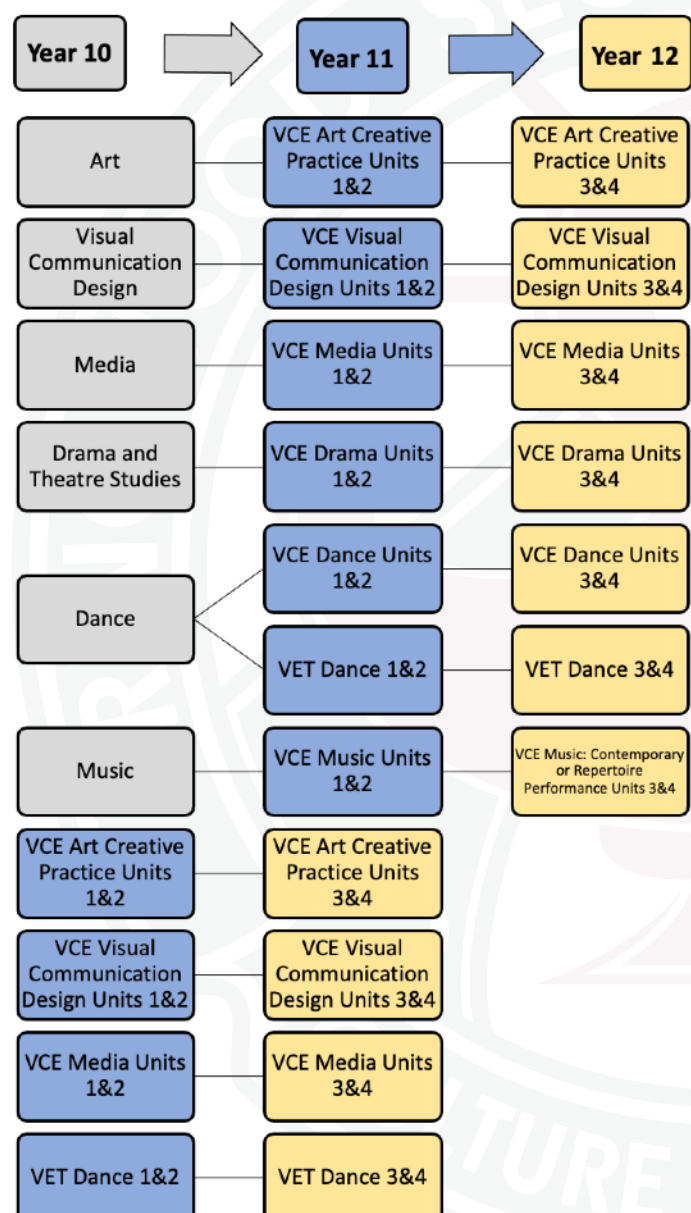 Year 10
Year 11
Year 12
Art
VCE Art Creative
Practice Units
1&2
VCE Art Creative
Practice Units
3&4
Visual
Communication
Design
VCE Visual
Communication
Design Units 1&2
VCE Visual
Communication
Design Units 3&4
Media
VCE Media Units
1&2
VCE Media Units
3&4
Drama and
Theatre Studies
VCE Drama Units
1&2
VCE Drama Units
3&4
Dance
VCE Dance Units
1&2
VCE Dance Units
3&4
VET Dance 1&2
VET Dance 3&4
Music
VCE Music Units
1&2
VCE Music: Contemporary
or Repertoire
Performance Units 3&4
VCE Art Creative
Practice Units
1&2
VCE Art Creative
Practice Units
3&4
VCE Visual
Communication
Design Units 1&2
VCE Visual
Communication
Design Units 3&4
VCE Media Units
1&2
VCE Media Units
3&4
VET Dance 1&2
VET Dance 3&4